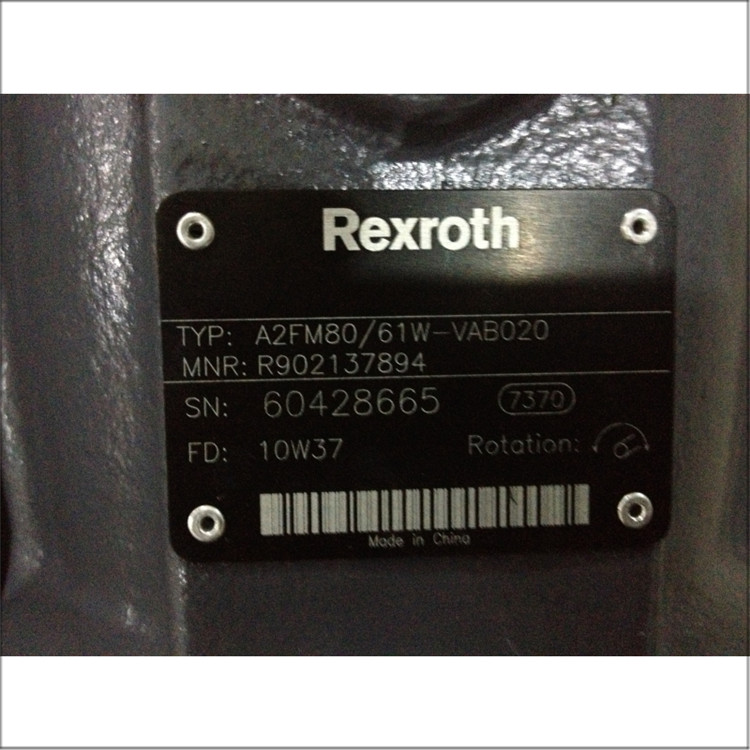 Rexroth
TYP: A2FM80/61W-VAB020
MNR: R902137894
SN: 60428665 7370
FD: 10W37 Rotation:
Made in China